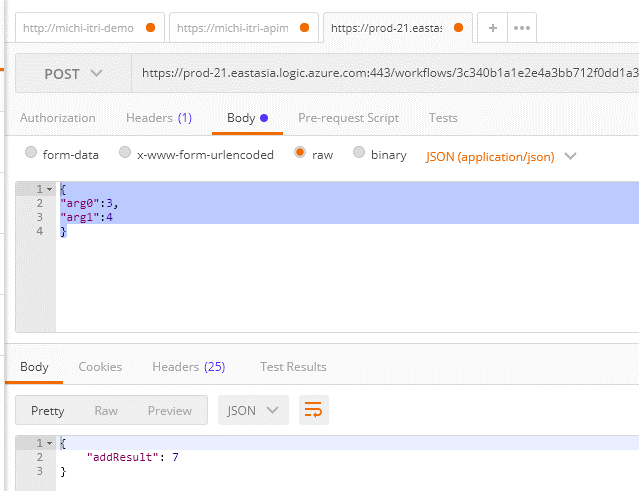 http://michi-itri-demo https://michi-itri-apim https://prod-21.eastas + •••
POST https://prod-21.eastasia.logic.azure.com:443/workflows/3c340b1a1e2e4a3bb712f0dd1a3
Authorization Headers (1) Body Pre-request Script Tests
form-data x-www-form-urlencoded raw binary JSON (application/json)
1 {
2 "arg0":3,
3 "arg1":4
4 }
Body Cookies Headers (25) Test Results
Pretty Raw Preview JSON
1 {
2 "addResult": 7
3 }